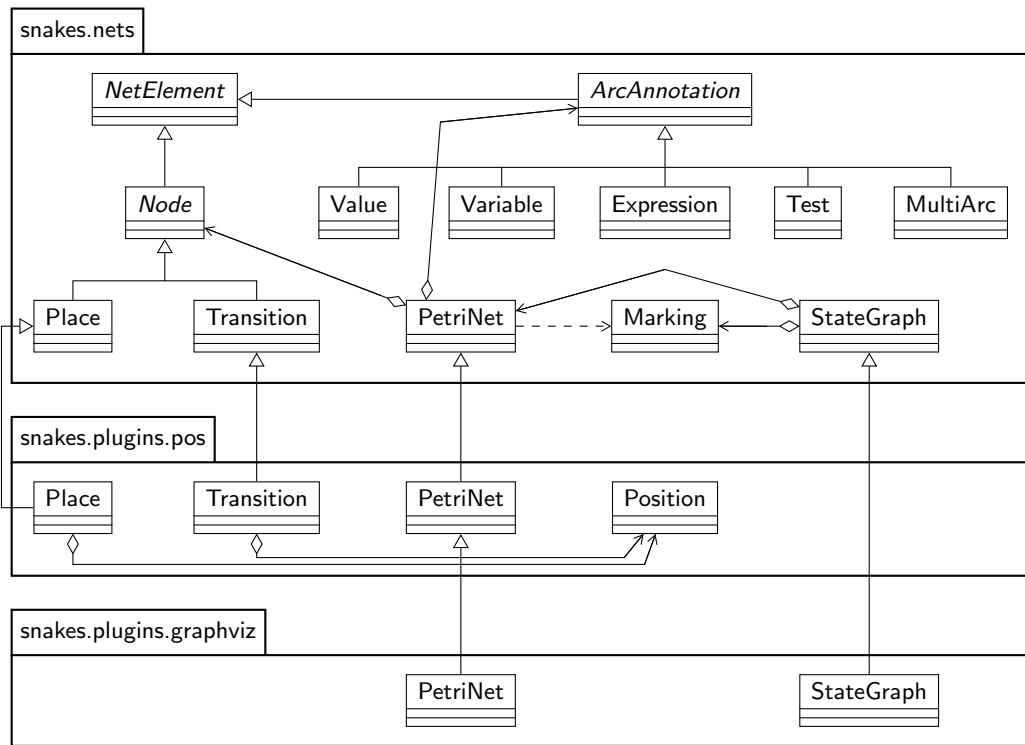 snakes.nets
NetElement
ArcAnnotation
Node
Value
Variable
Expression
Test
MultiArc
Place
Transition
PetriNet
Marking
StateGraph
snakes.plugins.pos
Place
Transition
PetriNet
Position
snakes.plugins.graphviz
PetriNet
StateGraph